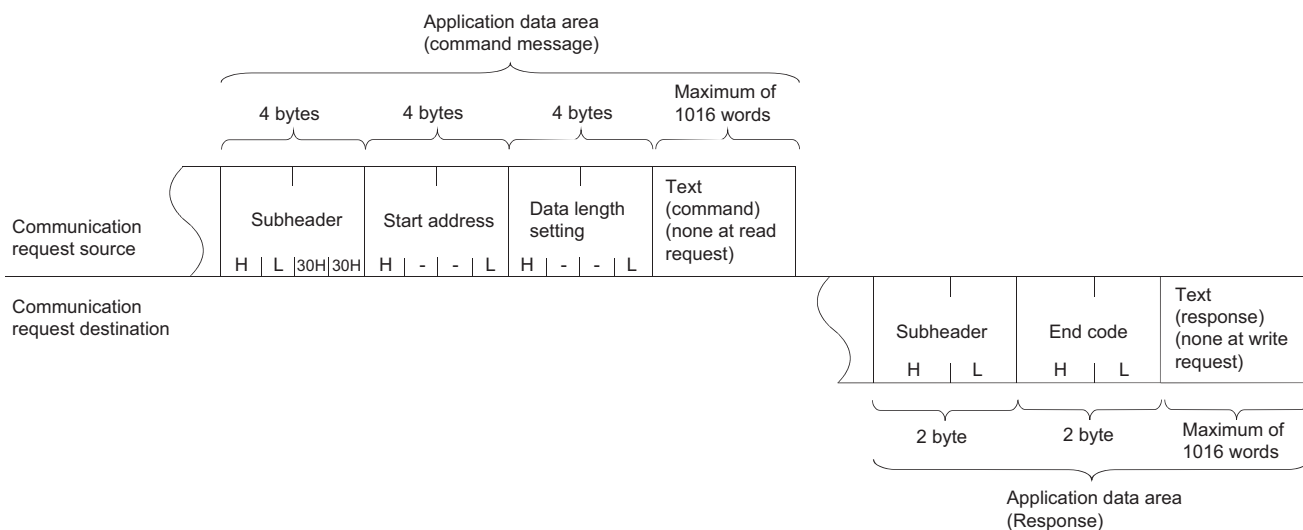 Application data area
(command message)
4 bytes
4 bytes
4 bytes
Maximum of
1016 words
Communication
request source
Subheader
H L 30H 30H
Start address
H - - L
Data length
setting
H - - L
Text
(command)
(none at read
request)
Communication
request destination
Subheader
H L
End code
H L
Text
(response)
(none at write
request)
2 byte
2 byte
Maximum of
1016 words
Application data area
(Response)